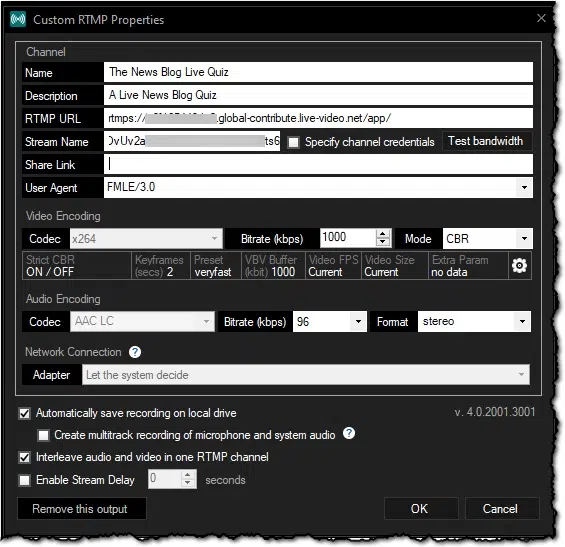 Custom RTMP Properties
Channel
Name The News Blog Live Quiz
Description A Live News Blog Quiz
RTMP URL rtmps:// .global-contribute.live-video.net/app/
Stream Name vUv2a ts6 Specify channel credentials Test bandwidth
Share Link
User Agent FMLE/3.0
Video Encoding
Codec x264 Bitrate (kbps) 1000 Mode CBR
Strict CBR Keyframes Preset VBV Buffer Video FPS Video Size Extra Param
ON / OFF (secs) 2 veryfast (kbit) 1000 Current Current no data
Audio Encoding
Codec AAC LC Bitrate (kbps) 96 Format stereo
Network Connection ?
Adapter Let the system decide
Automatically save recording on local drive v. 4.0.2001.3001
Create multitrack recording of microphone and system audio ?
Interleave audio and video in one RTMP channel
Enable Stream Delay 0 seconds
Remove this output OK Cancel